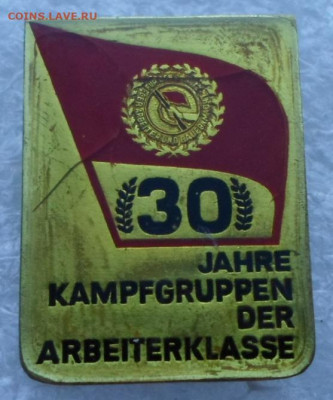 COINS.LAVE.RU
30
JAHRE
KAMPFGRUPPEN
DER
ARBEITERKLASSE